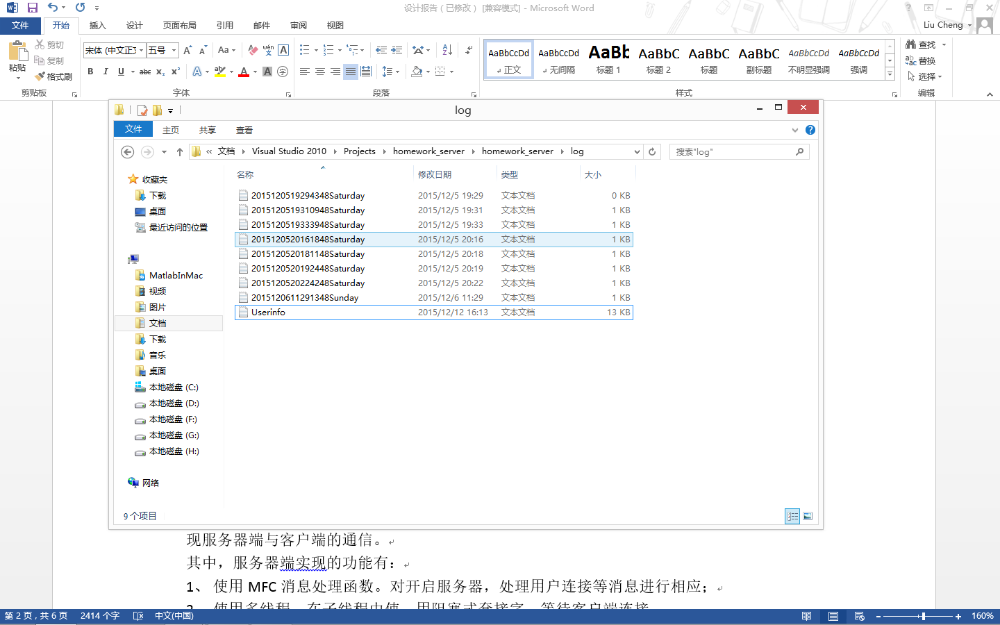 设计报告（已修改） [兼容模式] - Microsoft Word
文件 开始 插入 设计 页面布局 引用 邮件 审阅 视图 Liu Cheng
粘贴 剪切 复制 格式刷
宋体 (中文正 五号
AaBbCcDd AaBbCcDd AaBb AaBbC AaBbC AaBbC AaBbCcDd AaBbCcDd
正文 无间隔 标题 1 标题 2 标题 副标题 不明显强调 强调
查找 替换 选择
剪贴板 字体 段落 样式 编辑
log
文件 主页 共享 查看
« 文档 Visual Studio 2010 Projects homework_server homework_server log
搜索"log"
名称 修改日期 类型 大小
2015120519294348Saturday 2015/12/5 19:29 文本文档 0 KB
2015120519310948Saturday 2015/12/5 19:31 文本文档 1 KB
2015120519333948Saturday 2015/12/5 19:33 文本文档 1 KB
2015120520161848Saturday 2015/12/5 20:16 文本文档 1 KB
2015120520181148Saturday 2015/12/5 20:18 文本文档 1 KB
2015120520192448Saturday 2015/12/5 20:19 文本文档 1 KB
2015120520224248Saturday 2015/12/5 20:22 文本文档 1 KB
2015120611291348Sunday 2015/12/6 11:29 文本文档 1 KB
Userinfo 2015/12/12 16:13 文本文档 13 KB
收藏夹
下载
桌面
最近访问的位置
MatlabInMac
视频
图片
文档
下载
音乐
桌面
本地磁盘 (C:)
本地磁盘 (D:)
本地磁盘 (F:)
本地磁盘 (G:)
本地磁盘 (H:)
网络
9 个项目
现服务器端与客户端的通信。
其中，服务器端实现的功能有：
1、 使用 MFC 消息处理函数。对开启服务器，处理用户连接等消息进行相应；
第 2 页，共 6 页 2414 个字 中文(中国) 160%